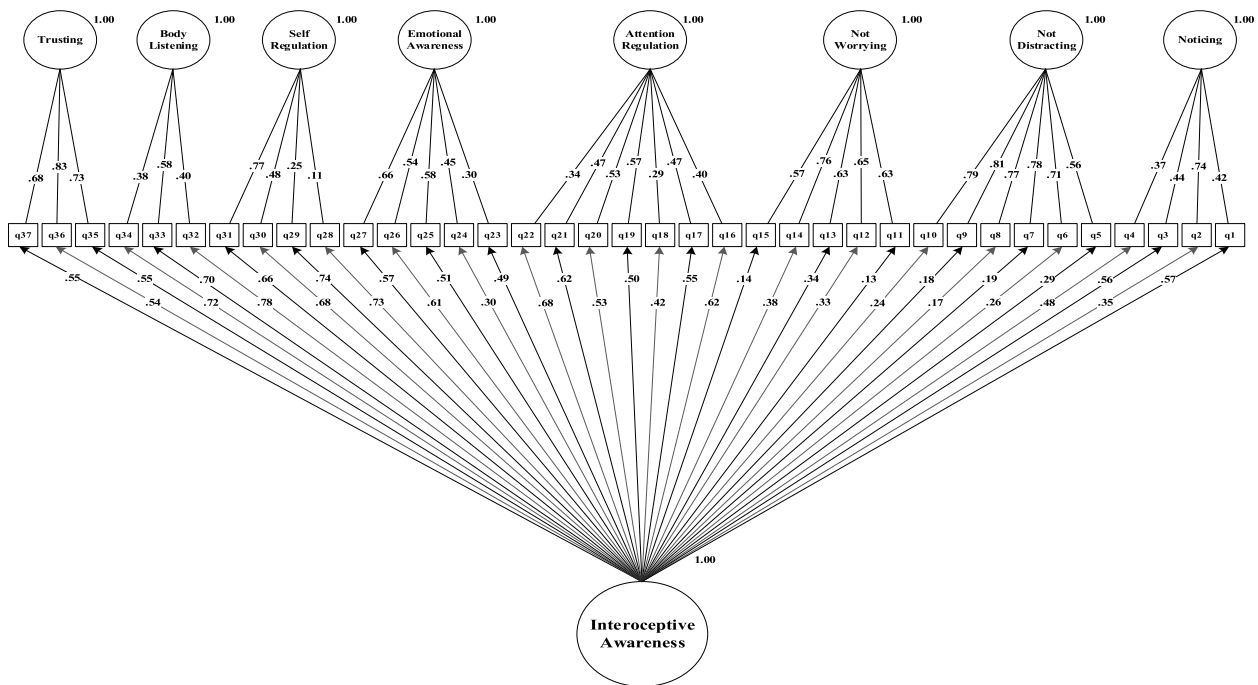 1.00 1.00 1.00 1.00 1.00 1.00 1.00 1.00
Trusting
Body
Listening
Self
Regulation
Emotional
Awareness
Attention
Regulation
Not
Worrying
Not
Distracting
Noticing
.68 .83 .73
.38 .58 .40
.77 .48 .25 .11
.66 .54 .58 .45 .30
.34 .47 .53 .57 .29 .47 .40
.57 .76 .63 .65 .63
.79 .81 .77 .78 .71 .56
.37 .44 .74 .42
q37 q36 q35 q34 q33 q32 q31 q30 q29 q28 q27 q26 q25 q24 q23 q22 q21 q20 q19 q18 q17 q16 q15 q14 q13 q12 q11 q10 q9 q8 q7 q6 q5 q4 q3 q2 q1
.55 .55 .70 .66 .74 .57 .51 .49 .62 .50 .55 .14 .34 .13 .18 .19 .29 .56 .57
.54 .72 .78 .68 .73 .61 .30 .68 .53 .42 .62 .38 .33 .24 .17 .26 .48 .35
1.00
Interoceptive
Awareness